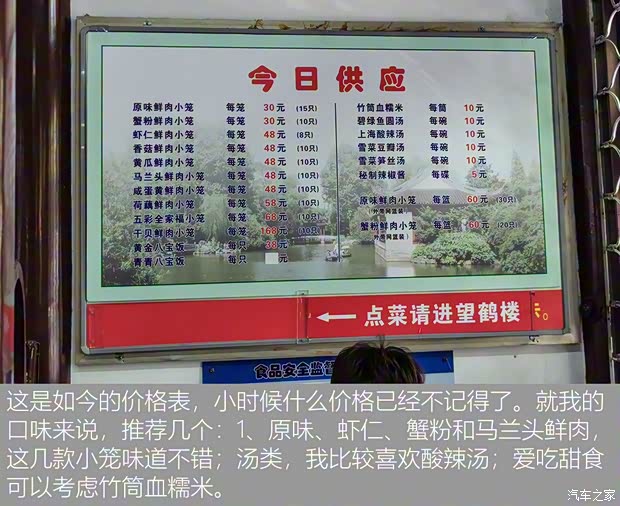 今日供应
原味鲜肉小笼 每笼 30元 (15只)
蟹粉鲜肉小笼 每笼 30元 (10只)
虾仁鲜肉小笼 每笼 48元 (8只)
香菇鲜肉小笼 每笼 48元 (10只)
黄瓜鲜肉小笼 每笼 48元 (10只)
马兰头鲜肉小笼 每笼 48元 (10只)
咸蛋黄鲜肉小笼 每笼 48元 (10只)
荷藕鲜肉小笼 每笼 58元 (10只)
五彩全家福小笼 每笼 68元 (10只)
干贝鲜肉小笼 每笼 168元 (10只)
黄金八宝饭 每只 38元
青青八宝饭 每只 元
竹筒血糯米 每筒 10元
碧绿鱼圆汤 每碗 10元
上海酸辣汤 每碗 10元
雪菜豆瓣汤 每碗 10元
雪菜笋丝汤 每碗 10元
秘制辣椒酱 每碟 5元
原味鲜肉小笼 每篮 60元 (30只)
(外带网篮装)
蟹粉鲜肉小笼 每篮 60元 (20只)
(外带网篮装)
←点菜请进望鹤楼 示。
食品安全监督
这是如今的价格表，小时候什么价格已经不记得了。就我的
口味来说，推荐几个：1、原味、虾仁、蟹粉和马兰头鲜肉，
这几款小笼味道不错；汤类，我比较喜欢酸辣汤；爱吃甜食
可以考虑竹筒血糯米。
汽车之家